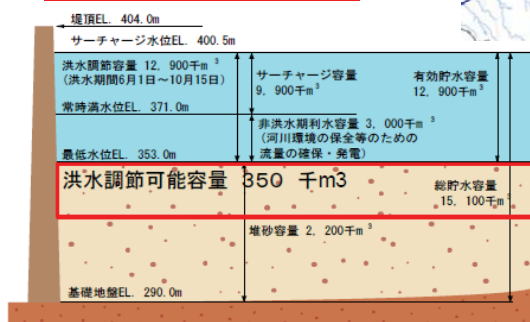 堤頂EL. 404.0m
サーチャージ水位EL. 400.5m
洪水調節容量 12, 900千m³
（洪水期間6月1日～10月15日）
サーチャージ容量
9, 900千m³
有効貯水容量
12, 900千m³
常時満水位EL. 371.0m
非洪水期利水容量 3, 000千m³
（河川環境の保全等のための
流量の確保・発電）
最低水位EL. 353.0m
洪水調節可能容量 350 千m3
総貯水容量
15, 100千m³
堆砂容量 2, 200千m³
基礎地盤EL. 290.0m